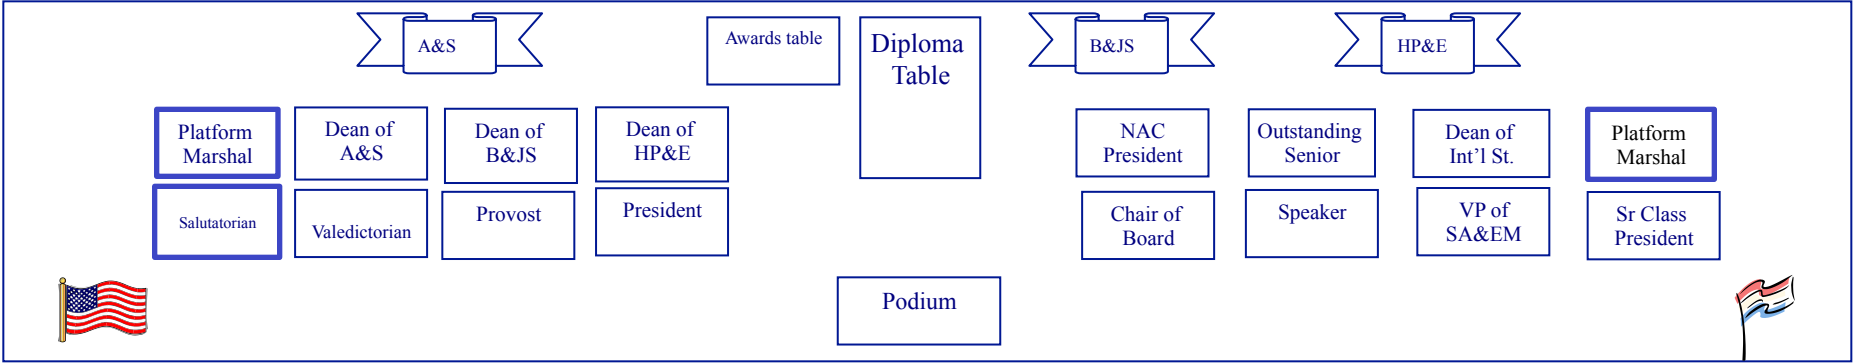 A&S
Awards table
Diploma
Table
B&JS
HP&E
Platform
Marshal
Dean of
A&S
Dean of
B&JS
Dean of
HP&E
NAC
President
Outstanding
Senior
Dean of
Int’l St.
Platform
Marshal
Salutatorian
Valedictorian
Provost
President
Chair of
Board
Speaker
VP of
SA&EM
Sr Class
President
Podium